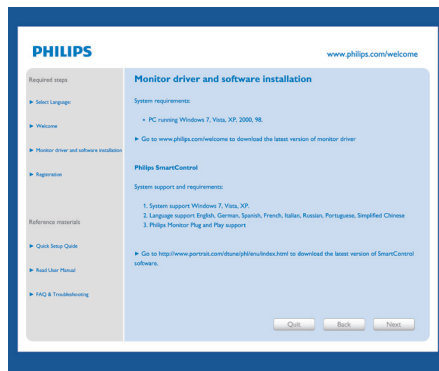 PHILIPS
www.philips.com/welcome
Required steps
Select Language:
Welcome
Monitor driver and software installation
Registration
Reference materials
Quick Setup Quide
Read User Manual
FAQ & Troubleshooting
Monitor driver and software installation
System requirements:
• PC running Windows 7, Vista, XP, 2000, 98.
Go to www.philips.com/welcome to download the latest version of monitor driver
Philips SmartControl
System support and requirements:
1. System support Windows 7, Vista, XP.
2. Language support English, German, Spanish, French, Italian, Russian, Portuguese, Simplified Chinese
3. Philips Monitor Plug and Play support
Go to http://www.portrait.com/dtune/phl/enu/index.html to download the latest version of SmartControl
software.
Quit
Back
Next